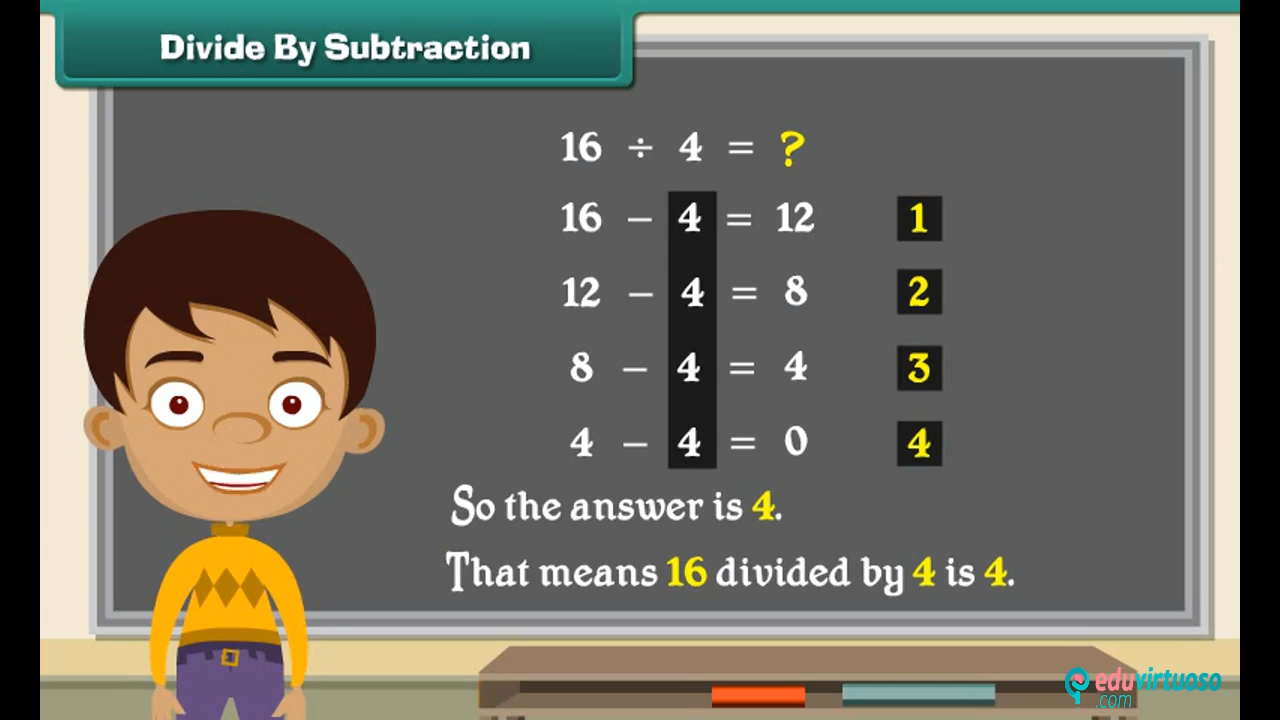 Divide By Subtraction
16 ÷ 4 = ?
16 – 4 = 12 1
12 – 4 = 8 2
8 – 4 = 4 3
4 – 4 = 0 4
So the answer is 4.
That means 16 divided by 4 is 4.
eduvirtuoso
.com